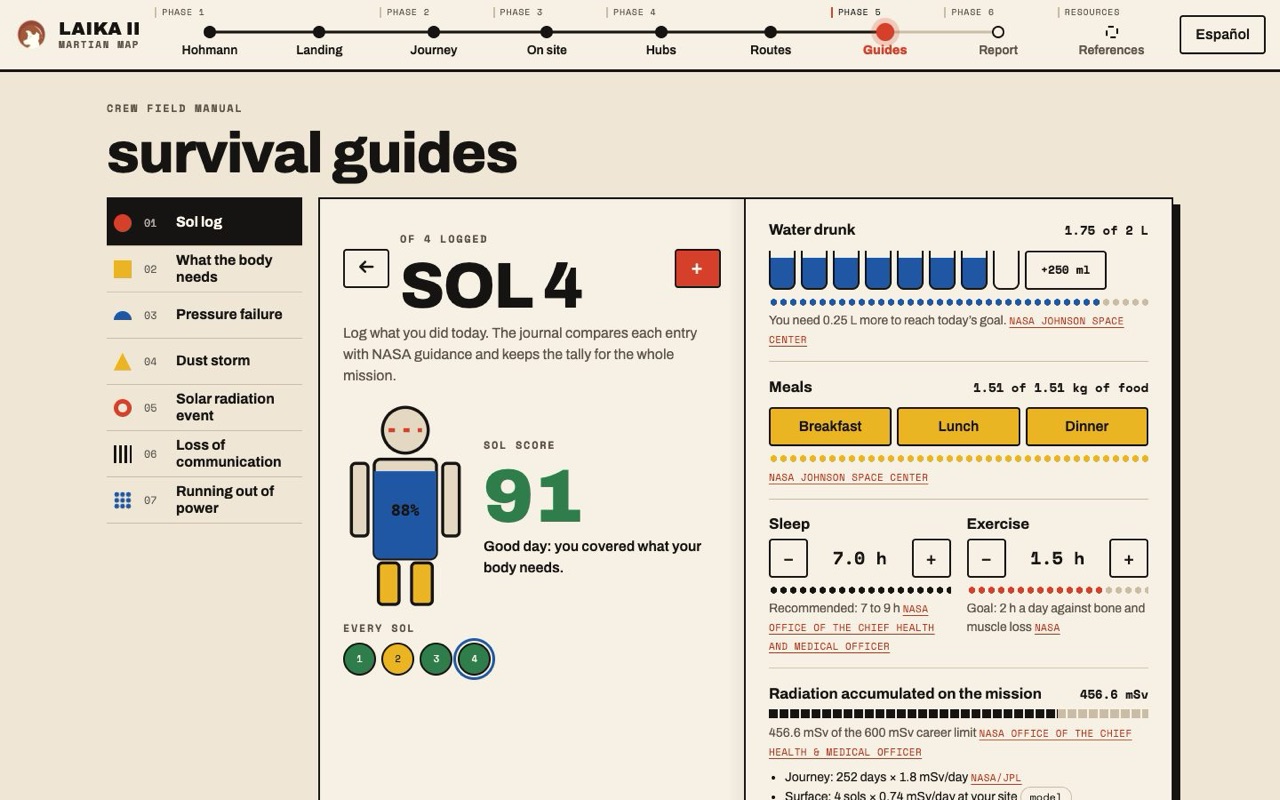 LAIKA II
MARTIAN MAP
PHASE 1
Hohmann
Landing
PHASE 2
Journey
PHASE 3
On site
PHASE 4
Hubs
Routes
PHASE 5
Guides
PHASE 6
Report
RESOURCES
References
Español
CREW FIELD MANUAL
survival guides
01 Sol log
02 What the body
needs
03 Pressure failure
04 Dust storm
05 Solar radiation
event
06 Loss of
communication
07 Running out of
power
OF 4 LOGGED
←
SOL 4
+
Log what you did today. The journal compares each entry
with NASA guidance and keeps the tally for the whole
mission.
88%
SOL SCORE
91
Good day: you covered what your
body needs.
EVERY SOL
1 2 3 4
Water drunk 1.75 of 2 L
+250 ml
You need 0.25 L more to reach today's goal. NASA JOHNSON SPACE
CENTER
Meals 1.51 of 1.51 kg of food
Breakfast Lunch Dinner
NASA JOHNSON SPACE CENTER
Sleep
− 7.0 h +
Recommended: 7 to 9 h NASA
OFFICE OF THE CHIEF HEALTH
AND MEDICAL OFFICER
Exercise
− 1.5 h +
Goal: 2 h a day against bone and
muscle loss NASA
Radiation accumulated on the mission 456.6 mSv
456.6 mSv of the 600 mSv career limit NASA OFFICE OF THE CHIEF
HEALTH & MEDICAL OFFICER
• Journey: 252 days × 1.8 mSv/day NASA/JPL
• Surface: 4 sols × 0.74 mSv/day at your site model